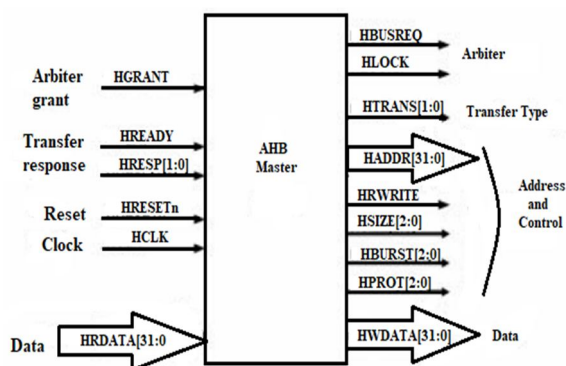 Arbiter
grant
HGRANT
Transfer
response
HREADY
HRESP[1:0]
Reset
HRESETn
Clock
HCLK
Data
HRDATA[31:0
AHB
Master
HBUSREQ
HLOCK
Arbiter
HTRANS[1:0]
Transfer Type
HADDR[31:0]
HRWRITE
HSIZE[2:0]
HBURST[2:0]
HPROT[2:0]
Address
and
Control
HWDATA[31:0]
Data